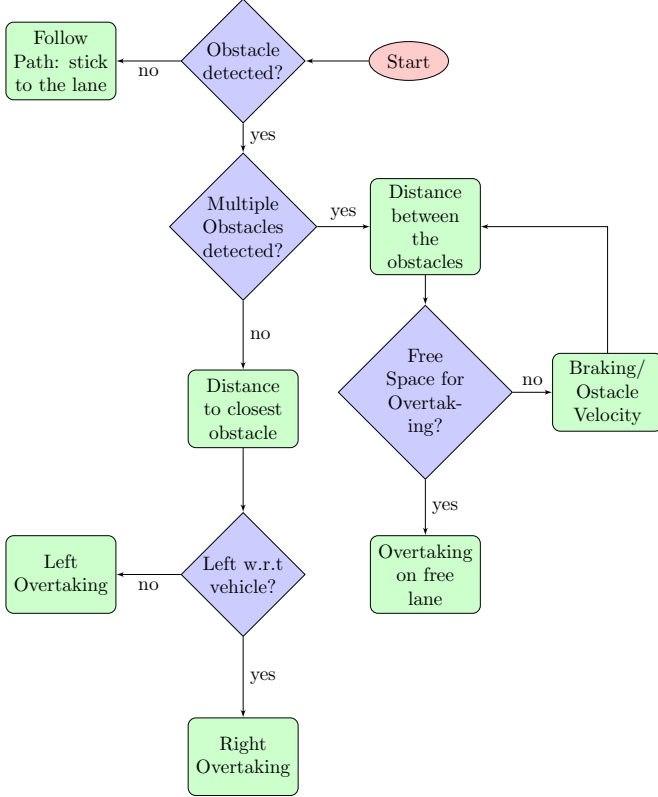 Follow
Path: stick
to the lane
no
Obstacle
detected?
Start
yes
Multiple
Obstacles
detected?
yes
Distance
between
the
obstacles
no
Free
Space for
Overtak-
ing?
no
Braking/
Ostacle
Velocity
Distance
to closest
obstacle
yes
Left
Overtaking
no
Left w.r.t
vehicle?
Overtaking
on free
lane
yes
Right
Overtaking